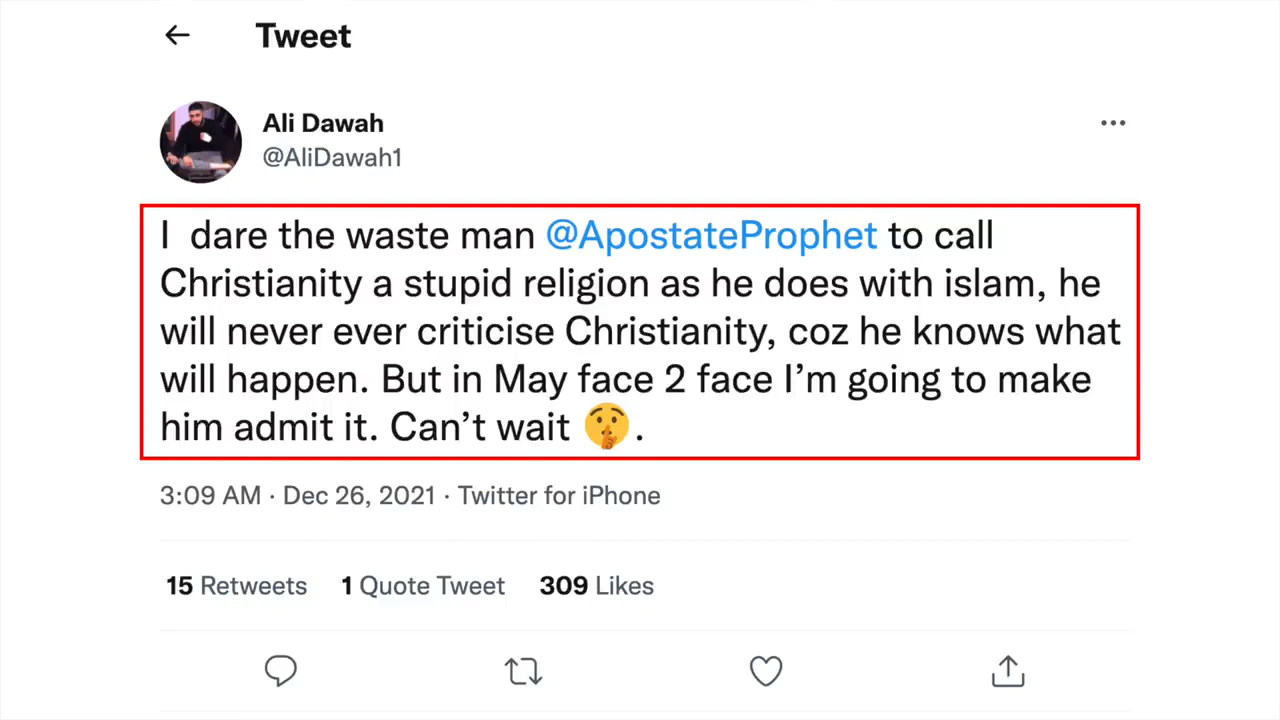 Tweet
Ali Dawah
@AliDawah1
I dare the waste man @ApostateProphet to call
Christianity a stupid religion as he does with islam, he
will never ever criticise Christianity, coz he knows what
will happen. But in May face 2 face I’m going to make
him admit it. Can’t wait 🤫.
3:09 AM · Dec 26, 2021 · Twitter for iPhone
15 Retweets 1 Quote Tweet 309 Likes